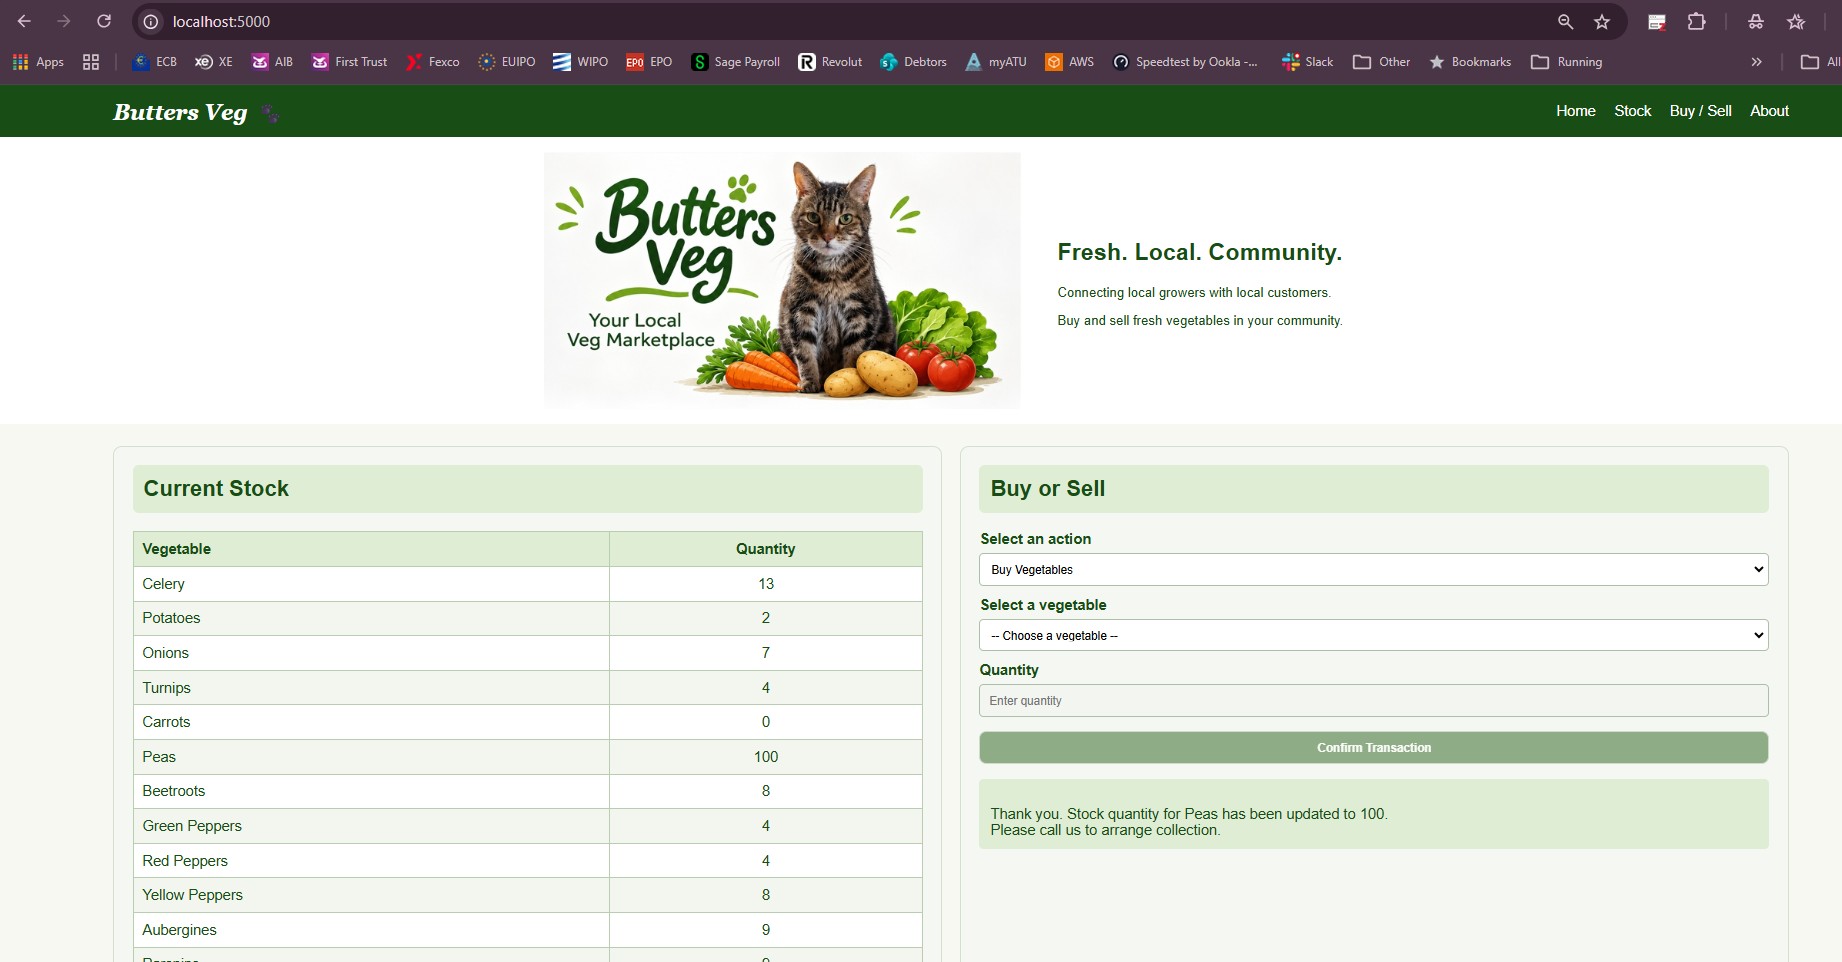 localhost:5000
Apps ECB XE AIB First Trust Fexco EUIPO WIPO EPO Sage Payroll Revolut Debtors myATU AWS Speedtest by Ookla -... Slack Other Bookmarks Running All
Butters Veg Home Stock Buy / Sell About
Butters
Veg
Your Local
Veg Marketplace
Fresh. Local. Community.
Connecting local growers with local customers.
Buy and sell fresh vegetables in your community.
Current Stock
Vegetable Quantity
Celery 13
Potatoes 2
Onions 7
Turnips 4
Carrots 0
Peas 100
Beetroots 8
Green Peppers 4
Red Peppers 4
Yellow Peppers 8
Aubergines 9
Buy or Sell
Select an action
Buy Vegetables
Select a vegetable
-- Choose a vegetable --
Quantity
Enter quantity
Confirm Transaction
Thank you. Stock quantity for Peas has been updated to 100.
Please call us to arrange collection.